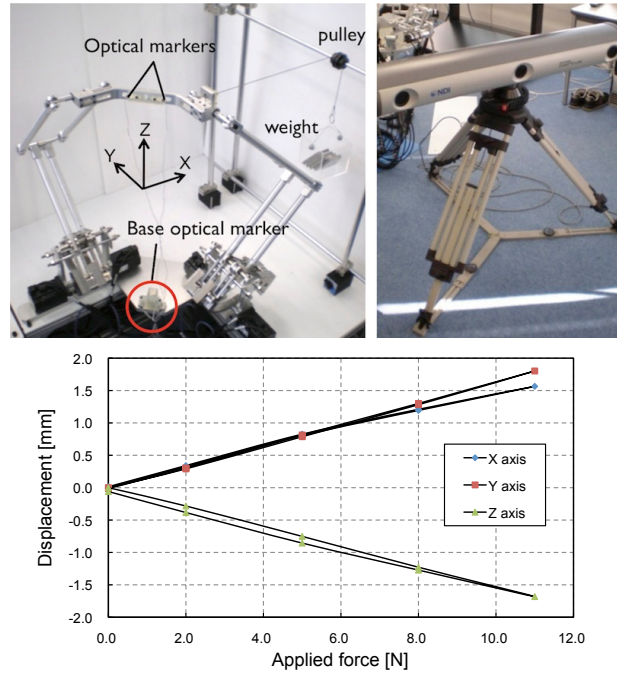 Optical markers
pulley
weight
Z
Y
X
Base optical marker
NDI
2.0
1.5
1.0
0.5
0.0
-0.5
-1.0
-1.5
-2.0
Displacement [mm]
X axis
Y axis
Z axis
0.0 2.0 4.0 6.0 8.0 10.0 12.0
Applied force [N]